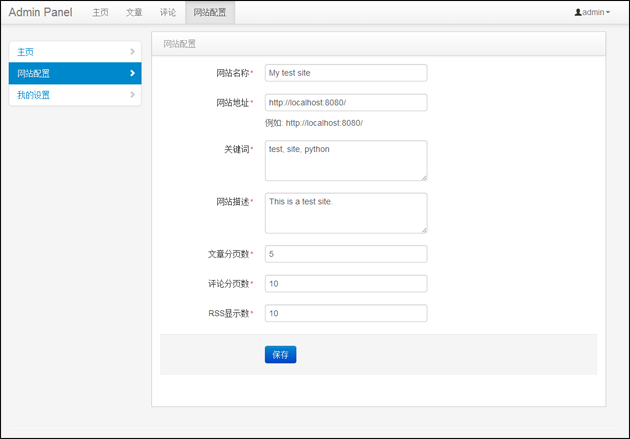 Admin Panel 主页 文章 评论 网站配置 admin
主页
网站配置
我的设置
网站配置
网站名称* My test site
网站地址* http://localhost:8080/
例如: http://localhost:8080/
关键词* test, site, python
网站描述* This is a test site.
文章分页数* 5
评论分页数* 10
RSS显示数* 10
保存